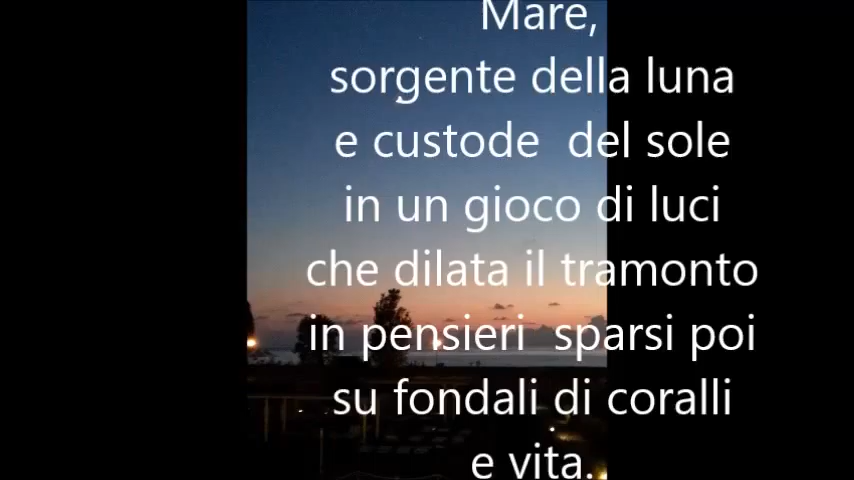 Mare,
sorgente della luna
e custode  del sole
in un gioco di luci
che dilata il tramonto
in pensieri  sparsi poi
su fondali di coralli
e vita.